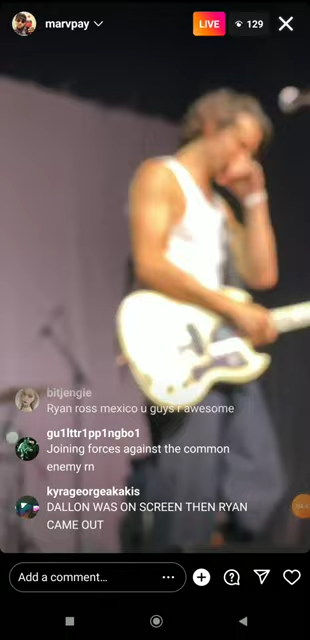 marvpay
LIVE
129
bitjengie
Ryan ross mexico u guys r awesome
gu1lttr1pp1ngbo1
Joining forces against the common
enemy rn
kyrageorgeakakis
DALLON WAS ON SCREEN THEN RYAN
CAME OUT
Add a comment...